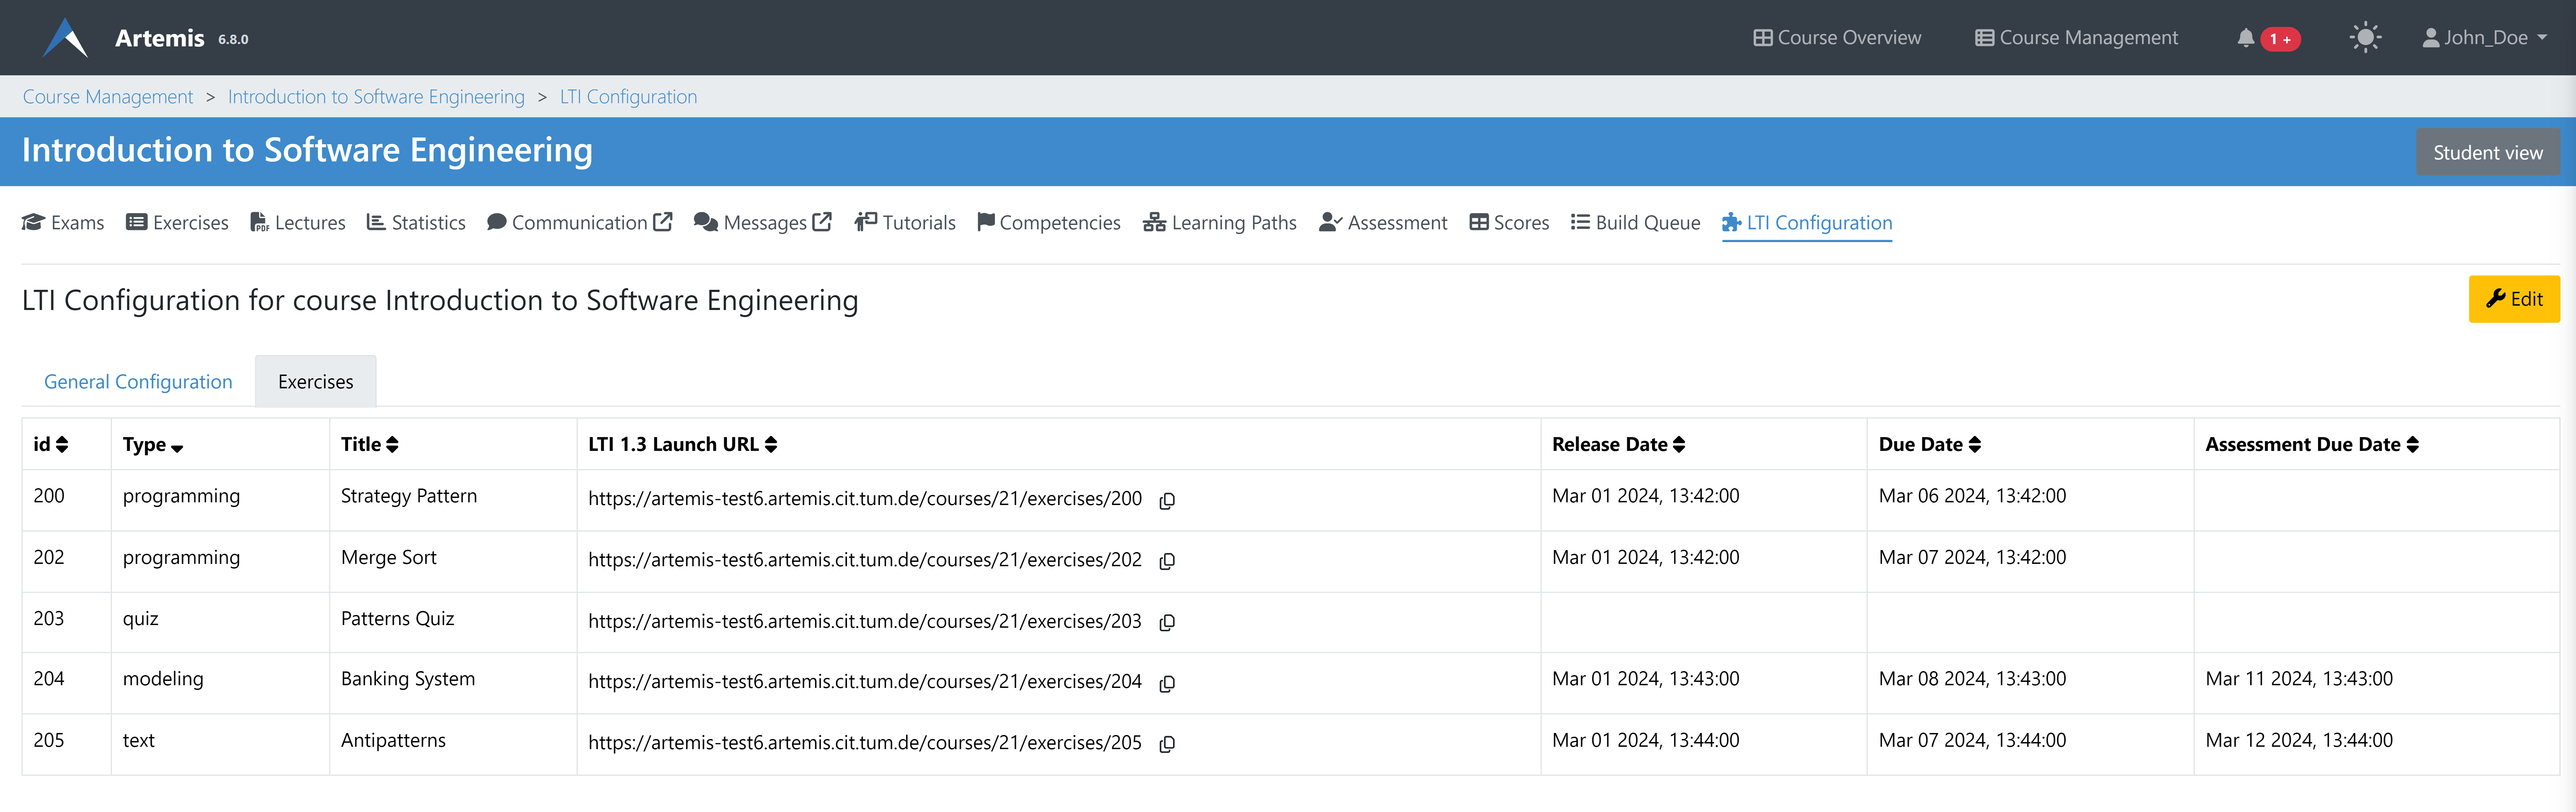 Artemis 6.8.0 Course Overview Course Management 1 + John_Doe
Course Management > Introduction to Software Engineering > LTI Configuration
Introduction to Software Engineering Student view
Exams Exercises PDF Lectures Statistics Communication Messages Tutorials Competencies Learning Paths Assessment Scores Build Queue LTI Configuration
LTI Configuration for course Introduction to Software Engineering Edit
General Configuration Exercises
id Type Title LTI 1.3 Launch URL Release Date Due Date Assessment Due Date
200 programming Strategy Pattern https://artemis-test6.artemis.cit.tum.de/courses/21/exercises/200 Mar 01 2024, 13:42:00 Mar 06 2024, 13:42:00
202 programming Merge Sort https://artemis-test6.artemis.cit.tum.de/courses/21/exercises/202 Mar 01 2024, 13:42:00 Mar 07 2024, 13:42:00
203 quiz Patterns Quiz https://artemis-test6.artemis.cit.tum.de/courses/21/exercises/203
204 modeling Banking System https://artemis-test6.artemis.cit.tum.de/courses/21/exercises/204 Mar 01 2024, 13:43:00 Mar 08 2024, 13:43:00 Mar 11 2024, 13:43:00
205 text Antipatterns https://artemis-test6.artemis.cit.tum.de/courses/21/exercises/205 Mar 01 2024, 13:44:00 Mar 07 2024, 13:44:00 Mar 12 2024, 13:44:00